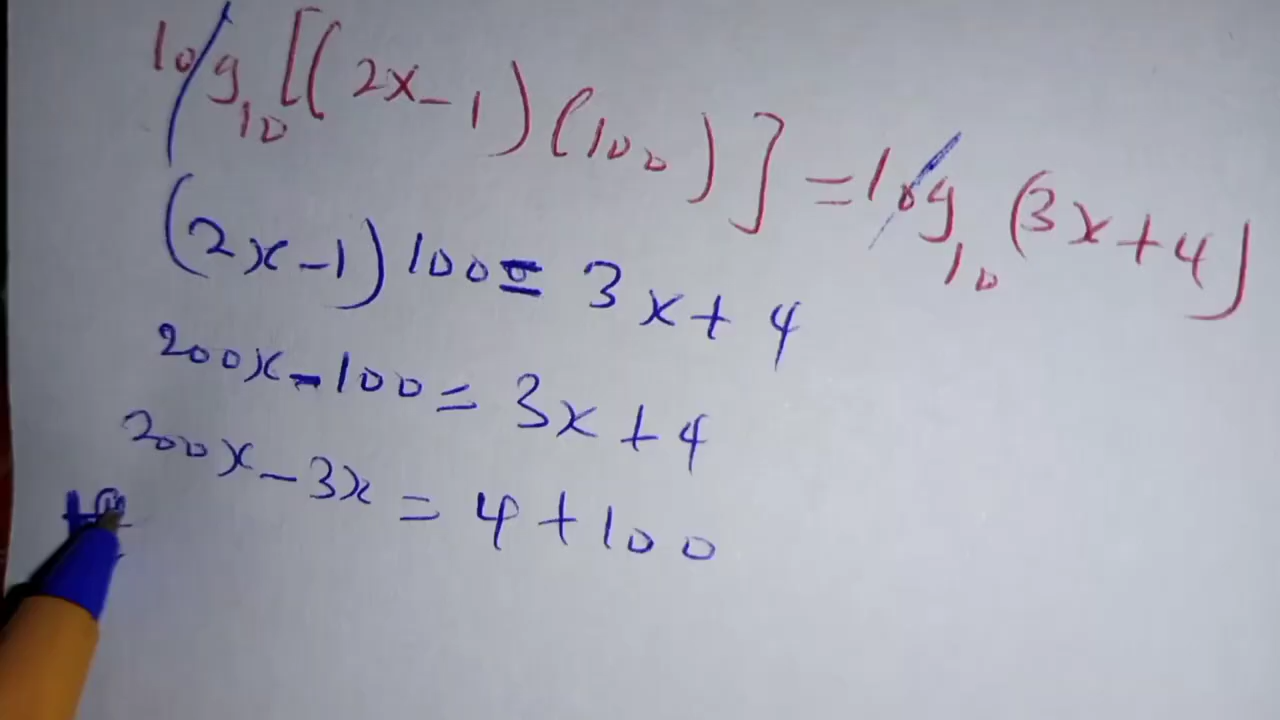 log₁₀[(2x-1)(100)] = log₁₀(3x+4)
(2x-1)100 = 3x+4
200x-100 = 3x+4
200x-3x = 4+100